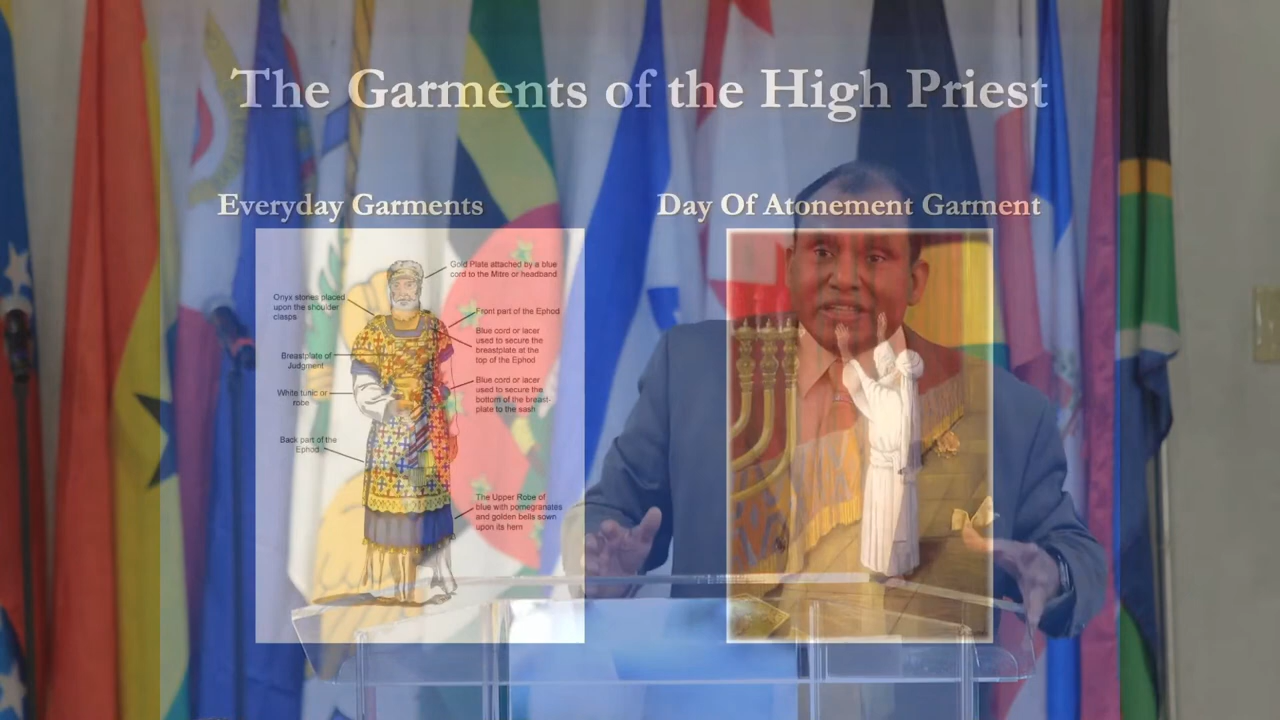 The Garments of the High Priest
Everyday Garments
Day Of Atonement Garment
Gold Plate attached by a blue
cord to the Mitre or headband
Onyx stones placed
upon the shoulder
clasps
Front part of the Ephod
Blue cord or lacer
used to secure the
breastplate at the
top of the Ephod
Breastplate of
Judgment
Blue cord or lacer
used to secure the
bottom of the breast-
plate to the sash
White tunic or
robe
Back part of the
Ephod
The Upper Robe of
blue with pomegranates
and golden bells sown
upon its hem